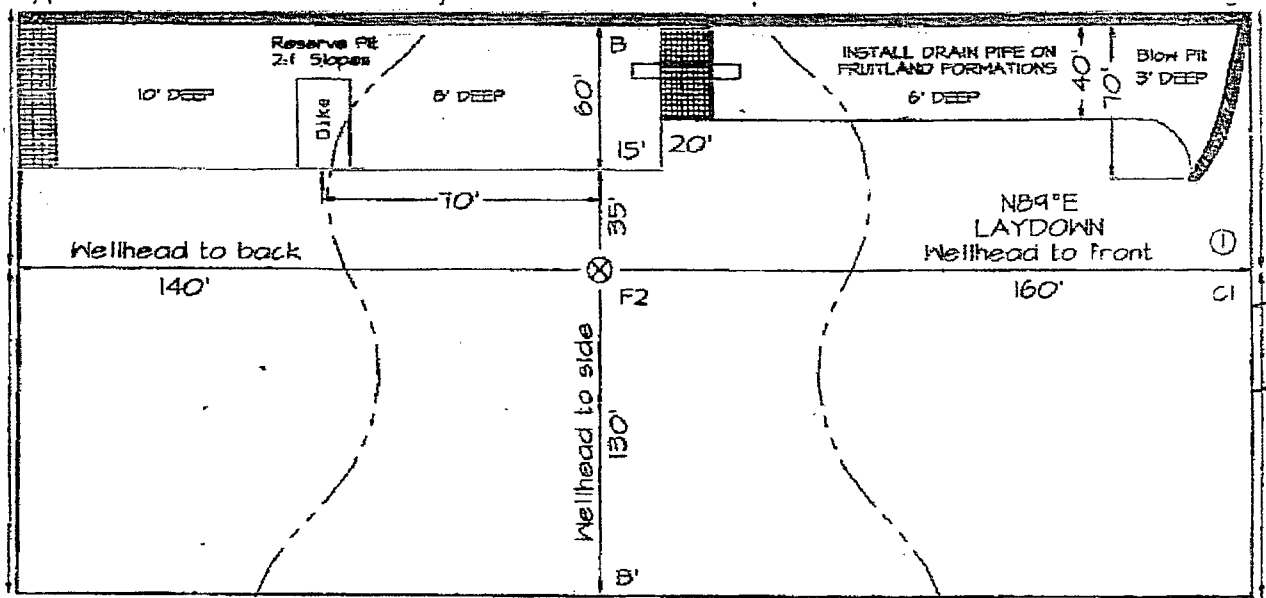 Reserve Pit
2:1 Slopes
10' DEEP
Dike
8' DEEP
60'
B
15'
20'
INSTALL DRAIN PIPE ON
FRUITLAND FORMATIONS
6' DEEP
40'
70'
Blow Pit
3' DEEP
70'
35'
N89°E
LAYDOWN
Wellhead to back
Wellhead to front
1
140'
F2
160'
C1
Wellhead to side
130'
B'